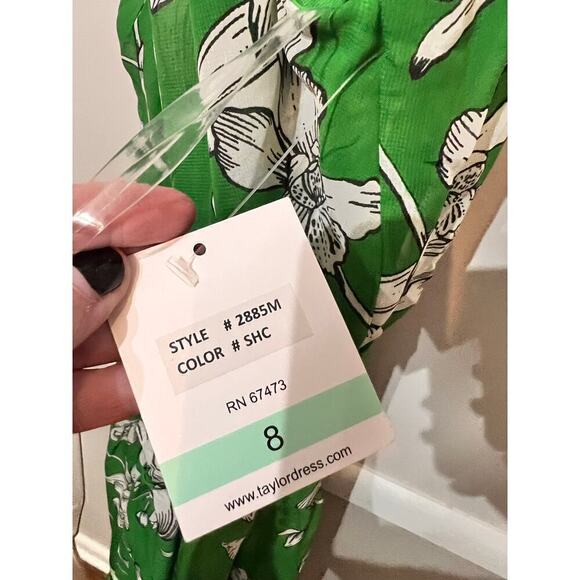 STYLE # 2885M
COLOR # SHC
RN 67473
8
www.taylordress.com